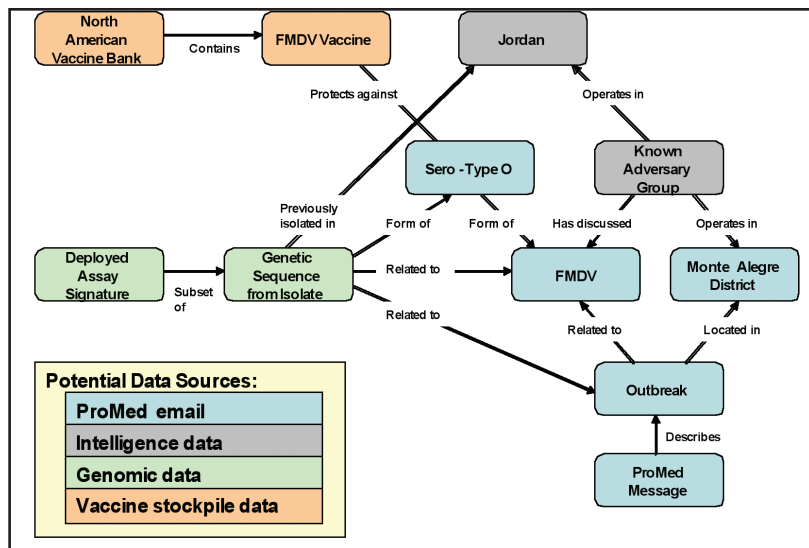 North
American
Vaccine Bank
Contains
FMDV Vaccine
Jordan
Protects against
Operates in
Sero - Type O
Known
Adversary
Group
Previously
isolated in
Form of
Form of
Has discussed
Operates in
Deployed
Assay
Signature
Subset
of
Genetic
Sequence
from Isolate
Related to
FMDV
Monte Alegre
District
Related to
Related to
Located in
Outbreak
Describes
ProMed
Message
Potential Data Sources:
ProMed email
Intelligence data
Genomic data
Vaccine stockpile data